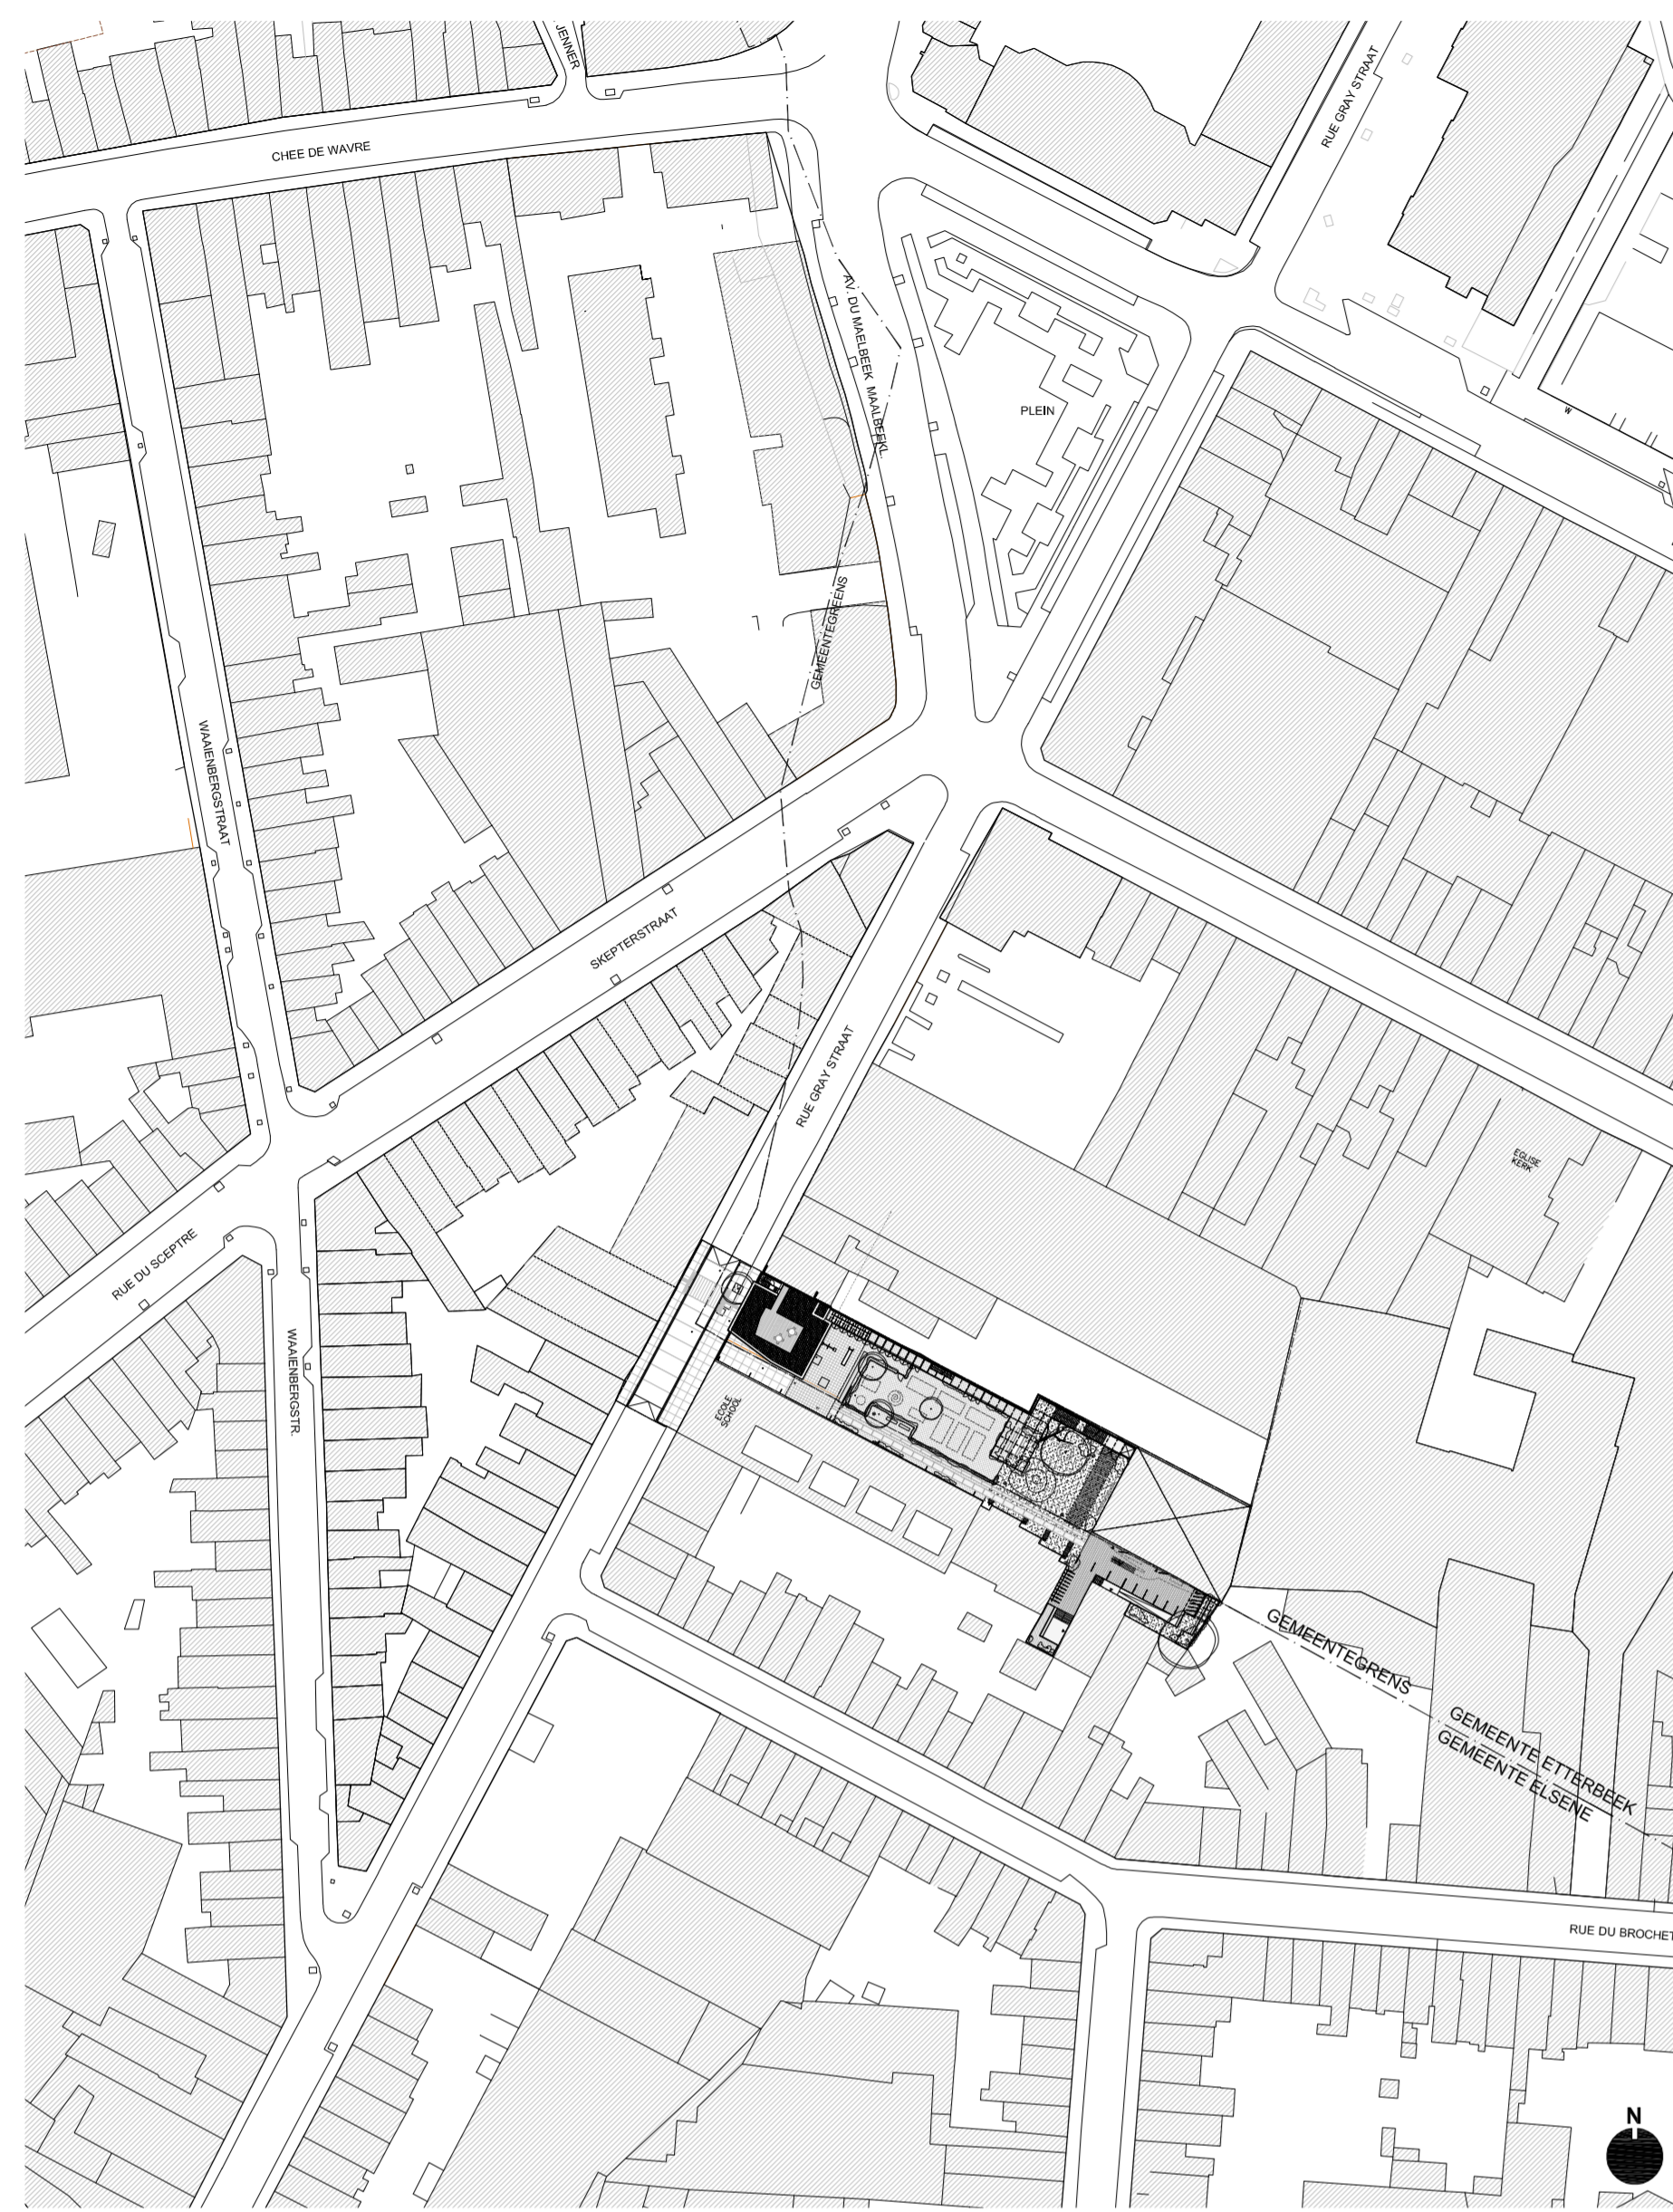 JENNER
RUE GRAY STRAAT
CHEE DE WAVRE
AV. DU MAELBEEK MAALBEEKL.
PLEIN
W
GEMEENTEGREENS
WAAIENBERGSTRAAT
SKEPTERSTRAAT
RUE GRAY STRAAT
EGLISE
KERK
RUE DU SCEPTRE
WAAIENBERGSTR.
ECOLE
SCHOOL
GEMEENTEGRENS
GEMEENTE ETTERBEEK
GEMEENTE ELSENE
RUE DU BROCHET
N